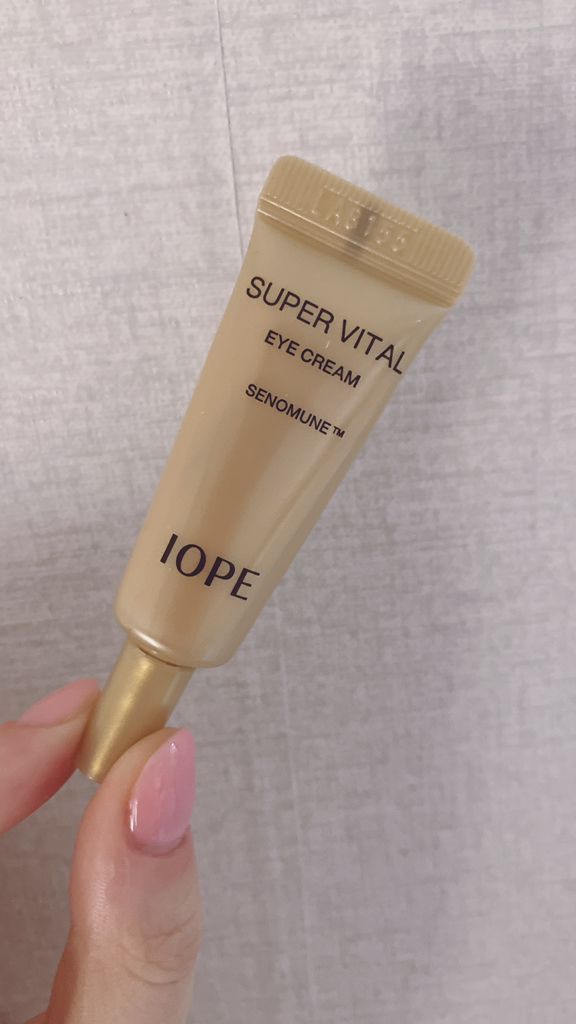 SUPER VITAL
EYE CREAM
SENOMUNE™
IOPE